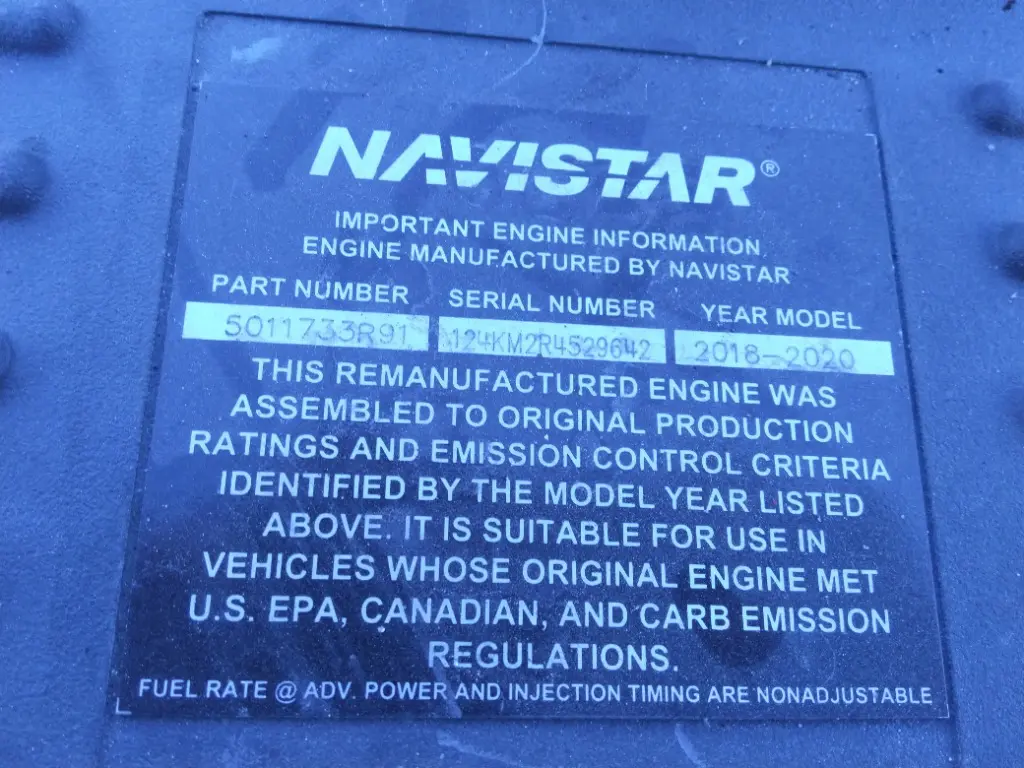 NAVISTAR®
IMPORTANT ENGINE INFORMATION
ENGINE MANUFACTURED BY NAVISTAR
PART NUMBER SERIAL NUMBER YEAR MODEL
5011733R91 124KM2R4529642 2018-2020
THIS REMANUFACTURED ENGINE WAS
ASSEMBLED TO ORIGINAL PRODUCTION
RATINGS AND EMISSION CONTROL CRITERIA
IDENTIFIED BY THE MODEL YEAR LISTED
ABOVE. IT IS SUITABLE FOR USE IN
VEHICLES WHOSE ORIGINAL ENGINE MET
U.S. EPA, CANADIAN, AND CARB EMISSION
REGULATIONS.
FUEL RATE @ ADV. POWER AND INJECTION TIMING ARE NONADJUSTABLE